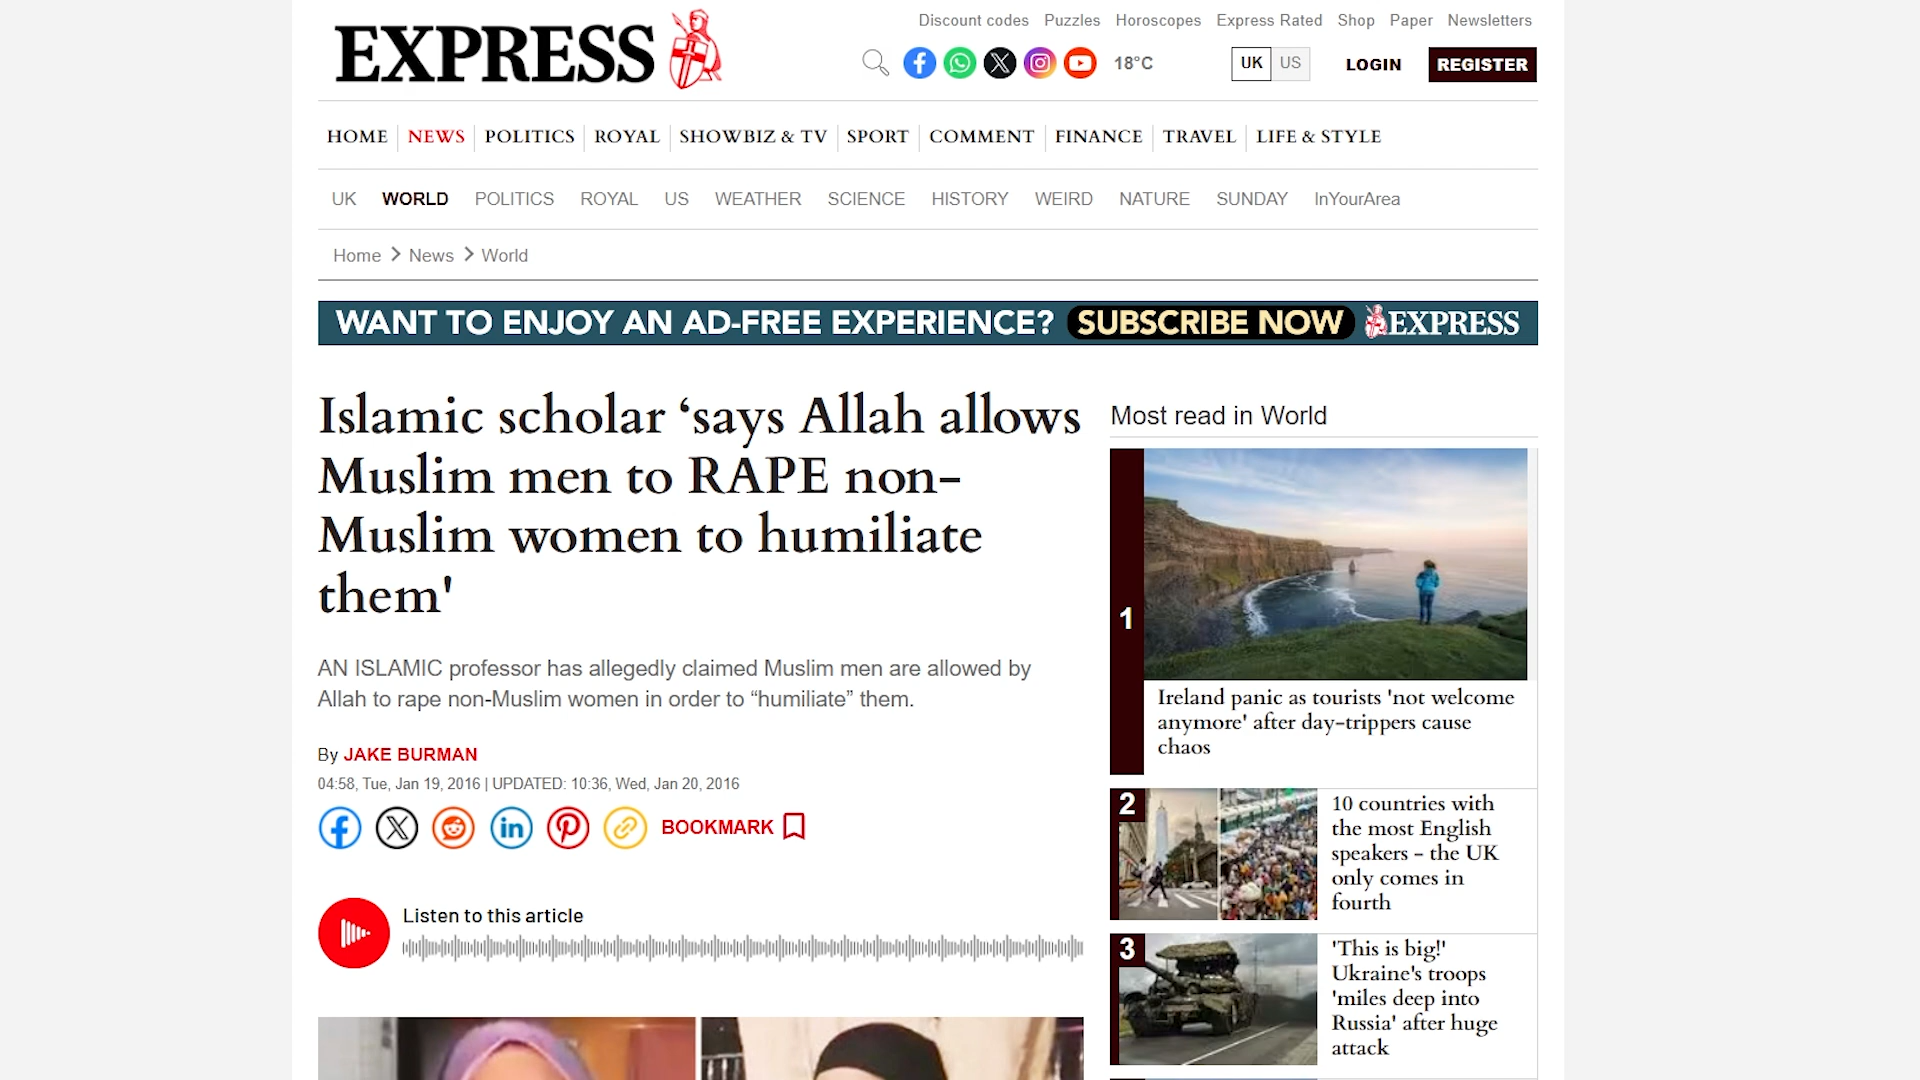 EXPRESS
Discount codes Puzzles Horoscopes Express Rated Shop Paper Newsletters
18°C
UK US
LOGIN
REGISTER
HOME NEWS POLITICS ROYAL SHOWBIZ & TV SPORT COMMENT FINANCE TRAVEL LIFE & STYLE
UK WORLD POLITICS ROYAL US WEATHER SCIENCE HISTORY WEIRD NATURE SUNDAY InYourArea
Home > News > World
WANT TO ENJOY AN AD-FREE EXPERIENCE? SUBSCRIBE NOW EXPRESS
Islamic scholar ‘says Allah allows
Muslim men to RAPE non-
Muslim women to humiliate
them'
AN ISLAMIC professor has allegedly claimed Muslim men are allowed by
Allah to rape non-Muslim women in order to “humiliate” them.
By JAKE BURMAN
04:58, Tue, Jan 19, 2016 | UPDATED: 10:36, Wed, Jan 20, 2016
BOOKMARK
Listen to this article
Most read in World
1
Ireland panic as tourists 'not welcome
anymore' after day-trippers cause
chaos
2
10 countries with
the most English
speakers - the UK
only comes in
fourth
3
'This is big!'
Ukraine's troops
'miles deep into
Russia' after huge
attack